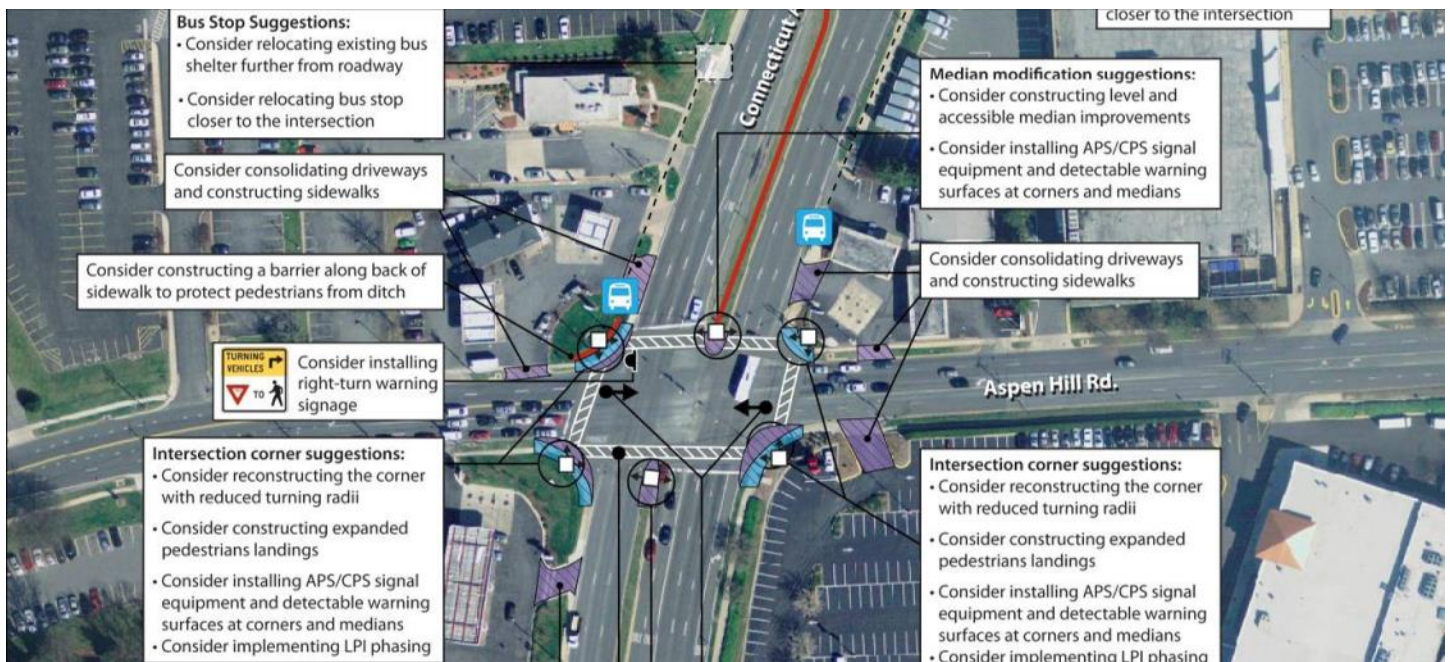 Bus Stop Suggestions:
• Consider relocating existing bus
shelter further from roadway
• Consider relocating bus stop
closer to the intersection
Consider consolidating driveways
and constructing sidewalks
Consider constructing a barrier along back of
sidewalk to protect pedestrians from ditch
TURNING
VEHICLES
TO
Consider installing
right-turn warning
signage
Intersection corner suggestions:
• Consider reconstructing the corner
with reduced turning radii
• Consider constructing expanded
pedestrians landings
• Consider installing APS/CPS signal
equipment and detectable warning
surfaces at corners and medians
• Consider implementing LPI phasing
Connecticut
closer to the intersection
Median modification suggestions:
• Consider constructing level and
accessible median improvements
• Consider installing APS/CPS signal
equipment and detectable warning
surfaces at corners and medians
Consider consolidating driveways
and constructing sidewalks
Aspen Hill Rd.
Intersection corner suggestions:
• Consider reconstructing the corner
with reduced turning radii
• Consider constructing expanded
pedestrians landings
• Consider installing APS/CPS signal
equipment and detectable warning
surfaces at corners and medians
• Consider implementing LPI phasing